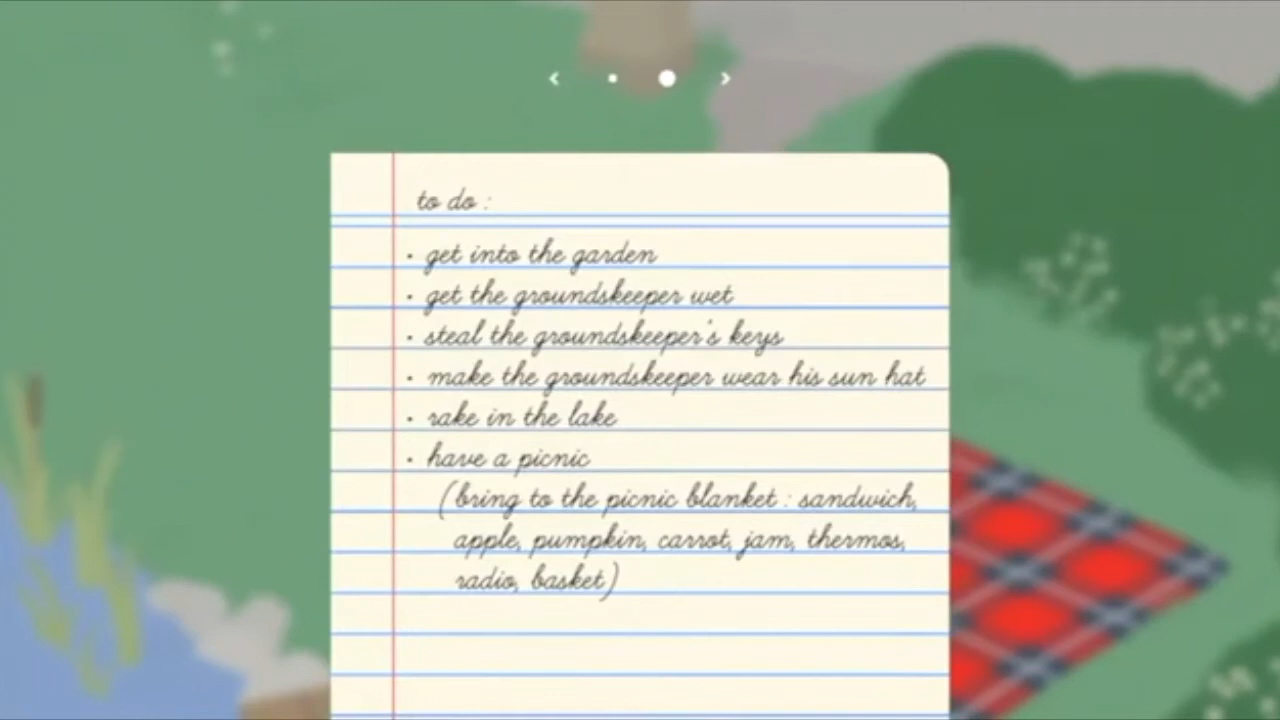 to do :
• get into the garden
• get the groundskeeper wet
• steal the groundskeeper's keys
• make the groundskeeper wear his sun hat
• rake in the lake
• have a picnic
(bring to the picnic blanket : sandwich,
apple, pumpkin, carrot, jam, thermos,
radio, basket)